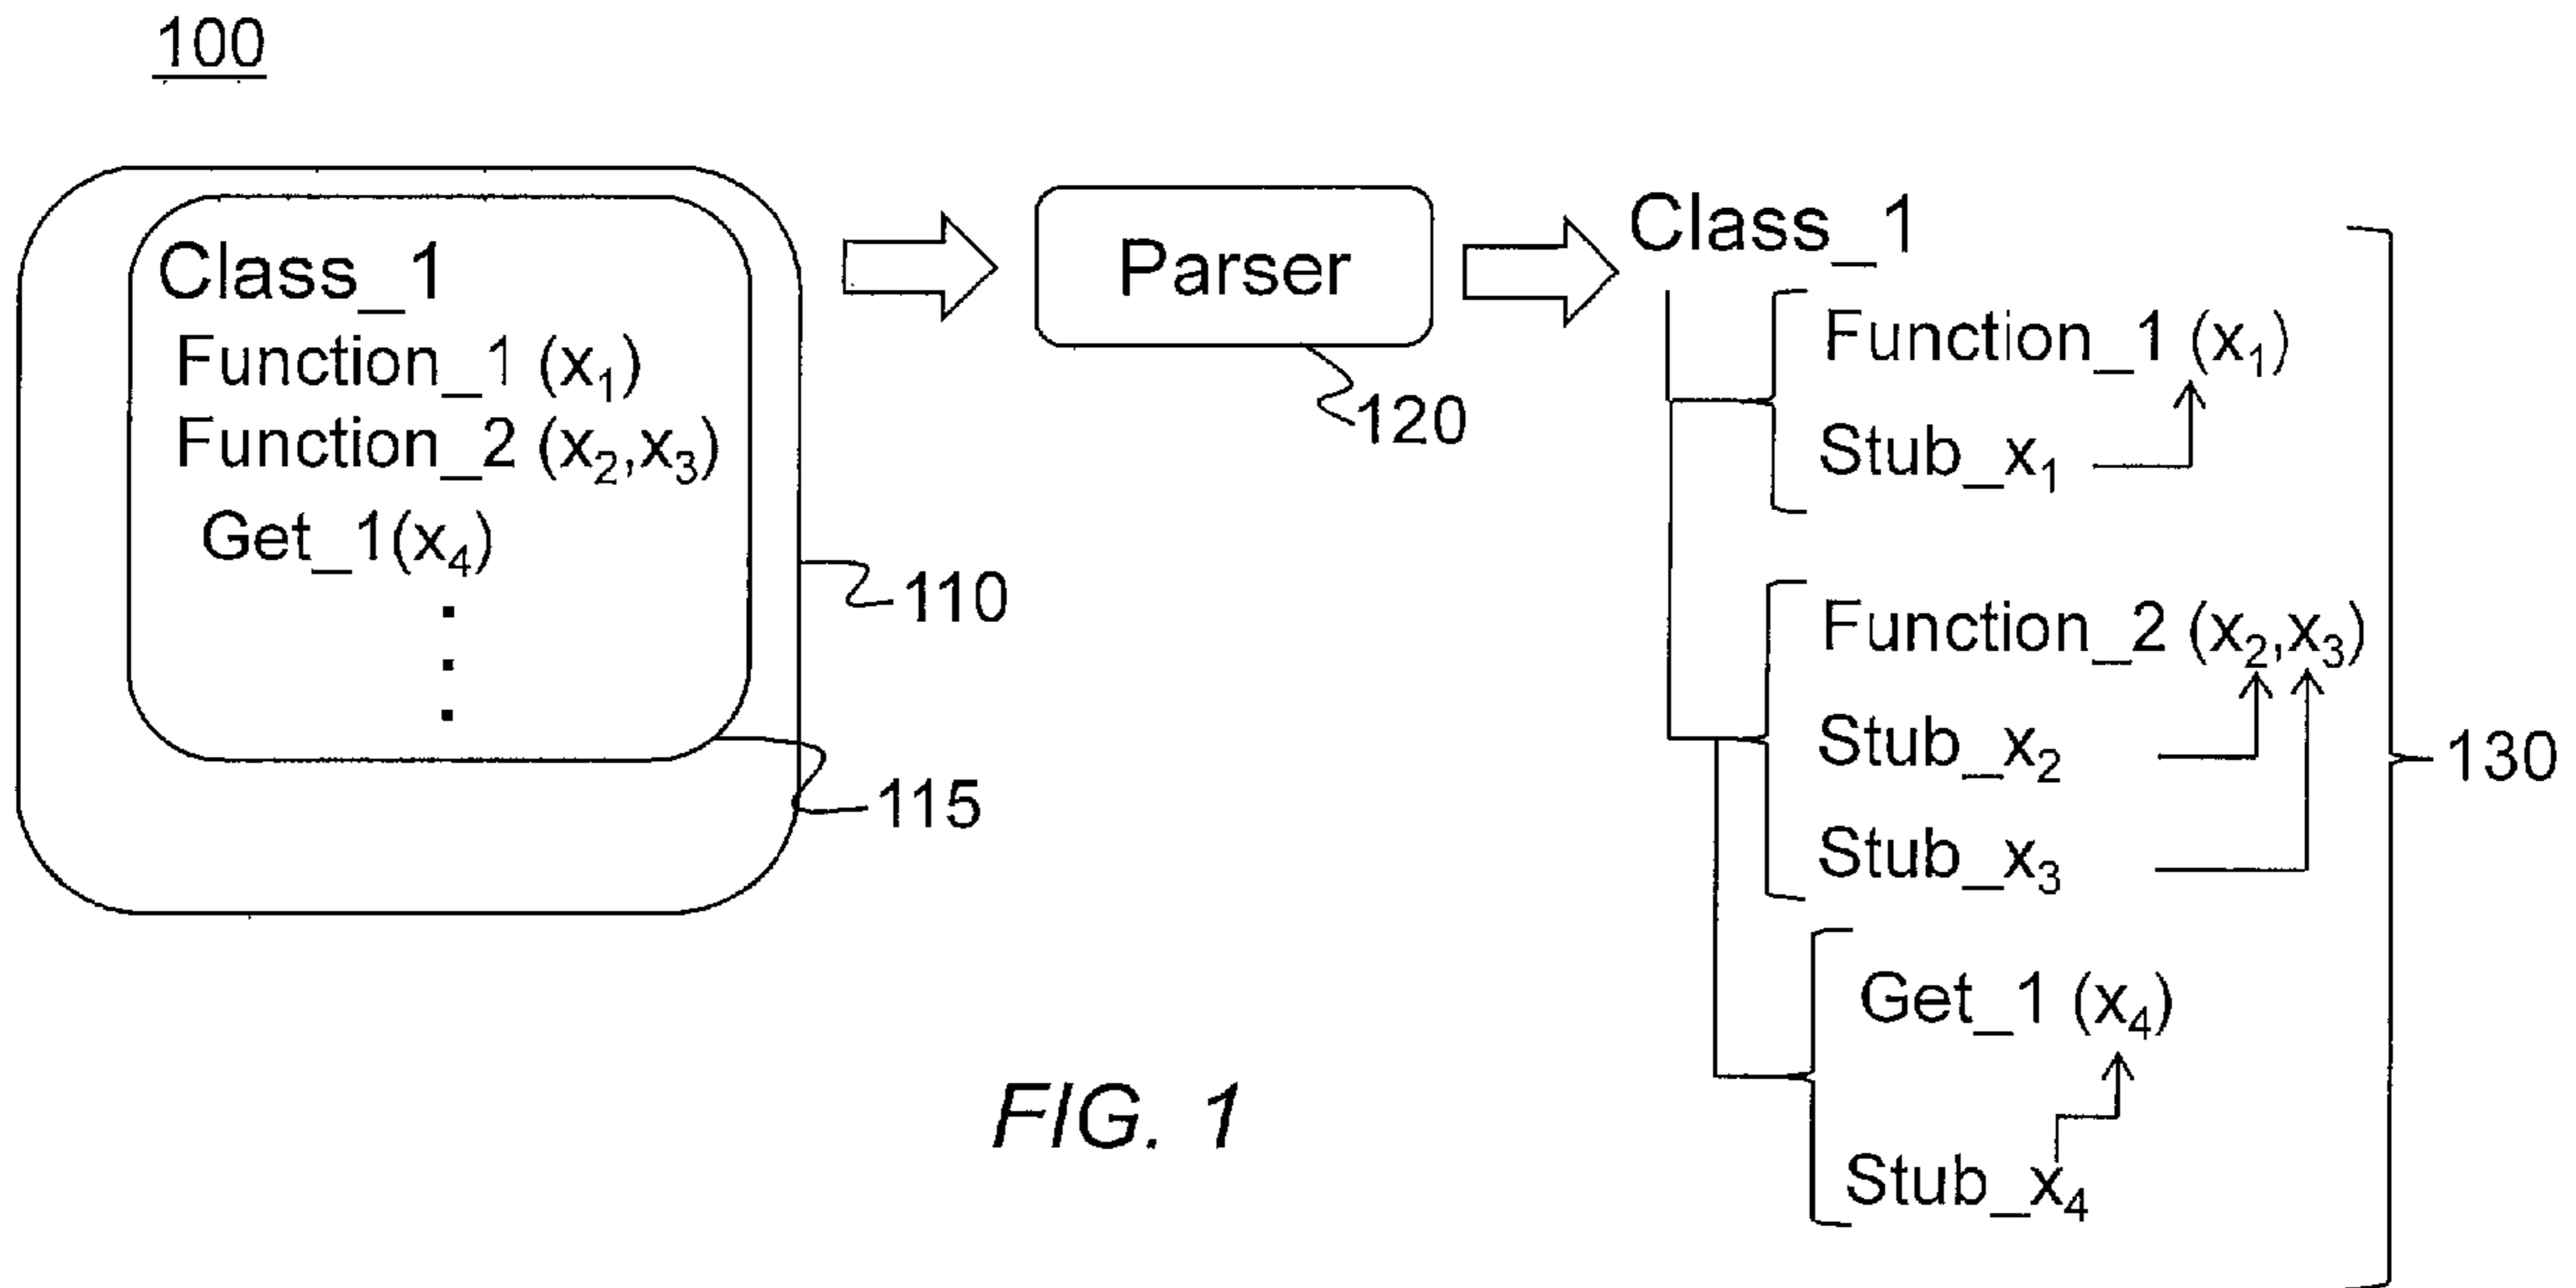 100
Class_1
Function_1 (x₁)
Function_2 (x₂,x₃)
Get_1(x₄)
110
115
Parser
120
Class_1
Function_1 (x₁)
Stub_x₁
Function_2 (x₂,x₃)
Stub_x₂
Stub_x₃
Get_1 (x₄)
Stub_x₄
130
FIG. 1